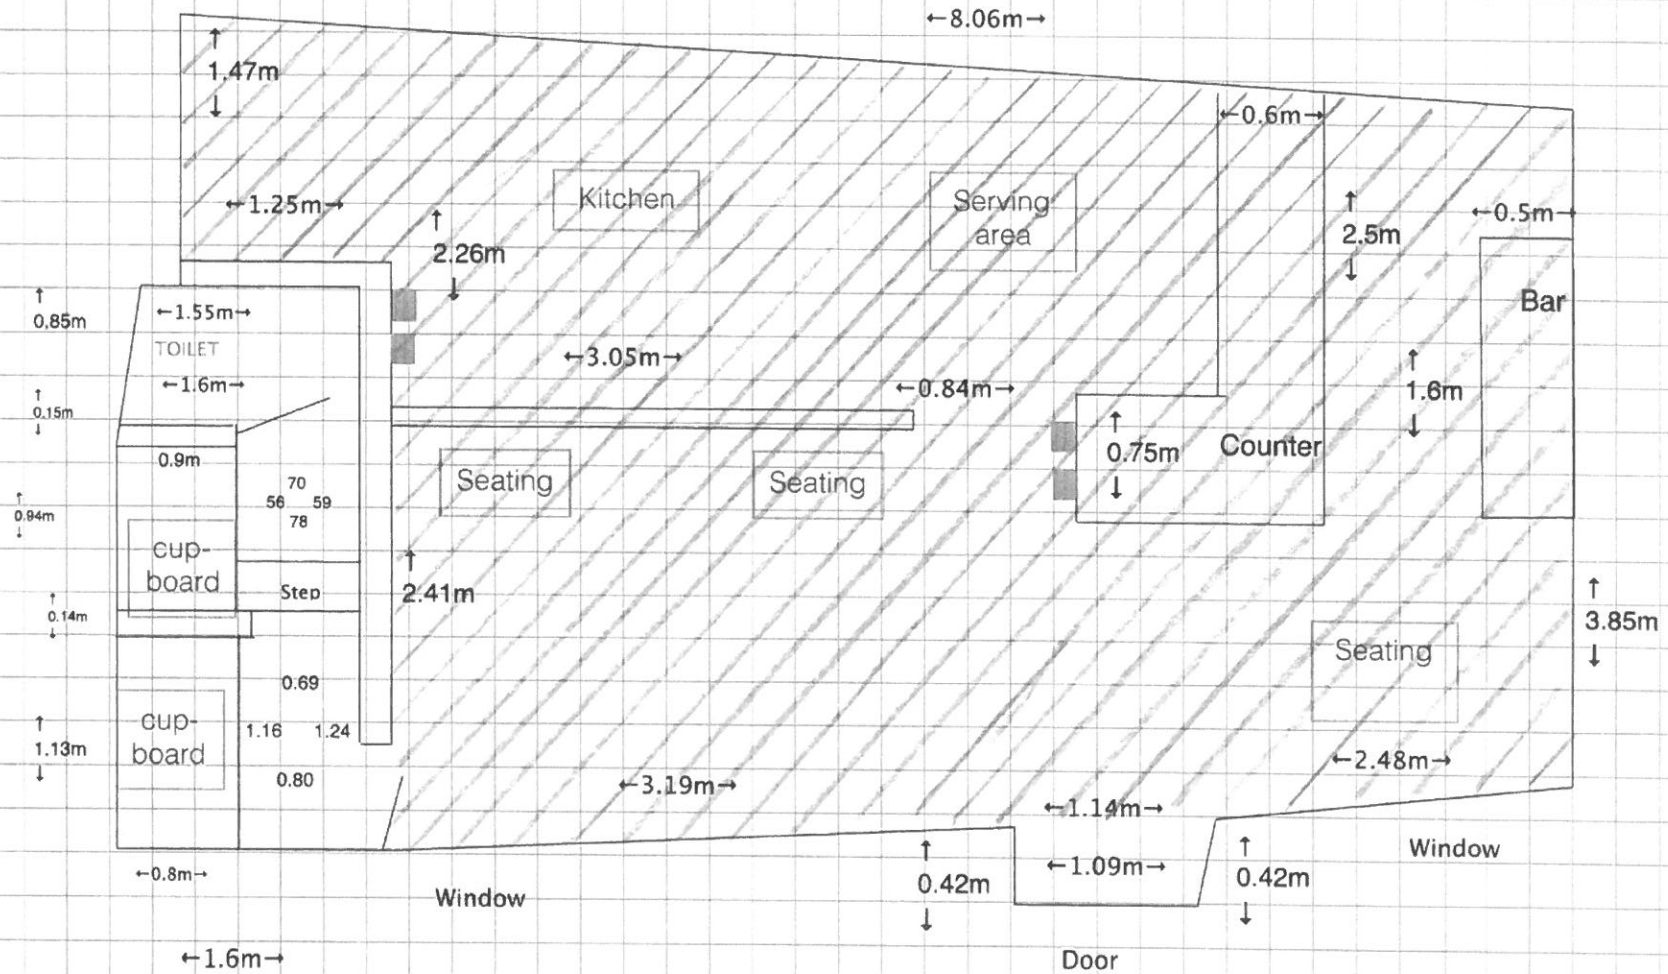 ←8.06m→
1.47m
←0.6m→
←1.25m→
Kitchen
Serving
area
2.26m
2.5m
←0.5m→
0.85m
←1.55m→
Bar
TOILET
←3.05m→
←1.6m→
←0.84m→
1.6m
0.15m
0.9m
0.75m
Counter
70
56 59
78
Seating
Seating
0.94m
cup-
board
Step
2.41m
0.14m
3.85m
Seating
0.69
cup-
board
1.16 1.24
1.13m
0.80
←3.19m→
←2.48m→
←1.14m→
←0.8m→
Window
0.42m
←1.09m→
0.42m
Window
←1.6m→
Door